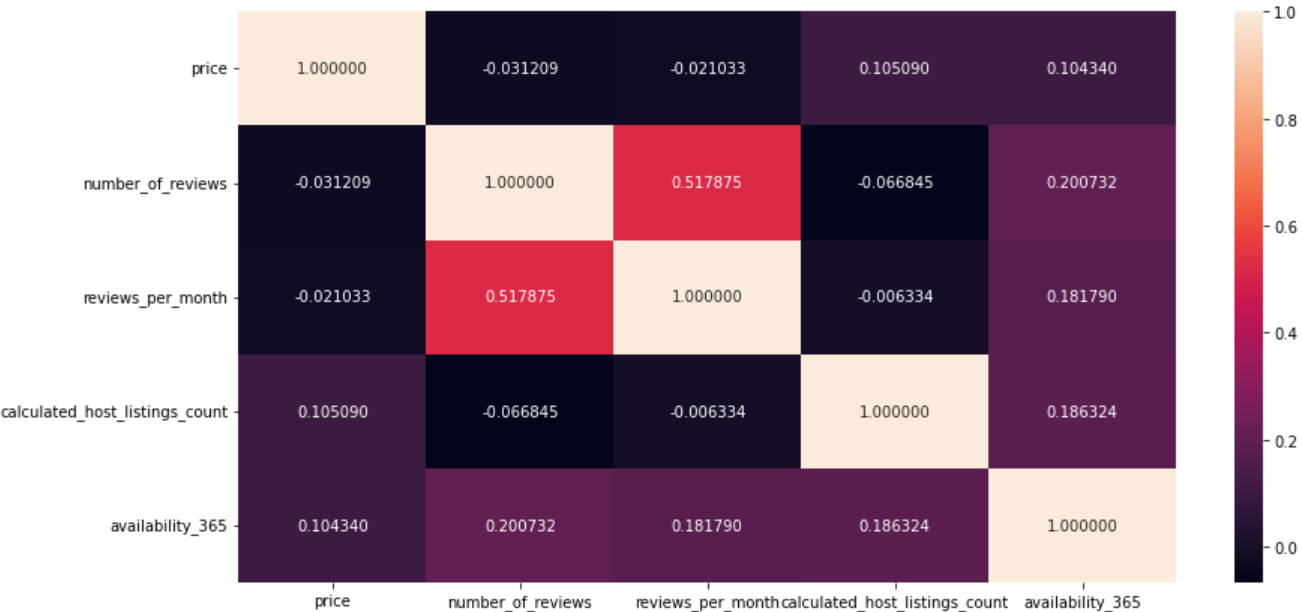 1.0
price 1.000000 -0.031209 -0.021033 0.105090 0.104340
0.8
number_of_reviews -0.031209 1.000000 0.517875 -0.066845 0.200732
0.6
reviews_per_month -0.021033 0.517875 1.000000 -0.006334 0.181790
0.4
calculated_host_listings_count 0.105090 -0.066845 -0.006334 1.000000 0.186324
0.2
availability_365 0.104340 0.200732 0.181790 0.186324 1.000000
0.0
price number_of_reviews reviews_per_month calculated_host_listings_count availability_365